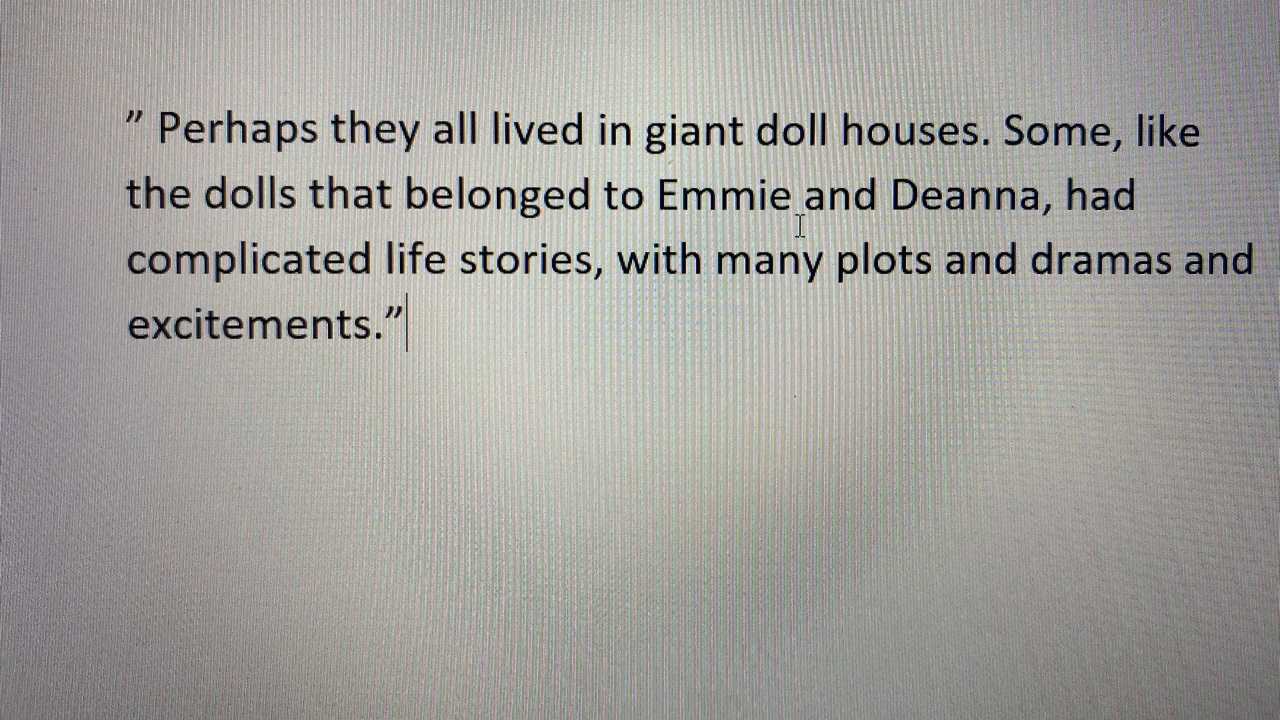 ” Perhaps they all lived in giant doll houses. Some, like
the dolls that belonged to Emmie and Deanna, had
complicated life stories, with many plots and dramas and
excitements.”